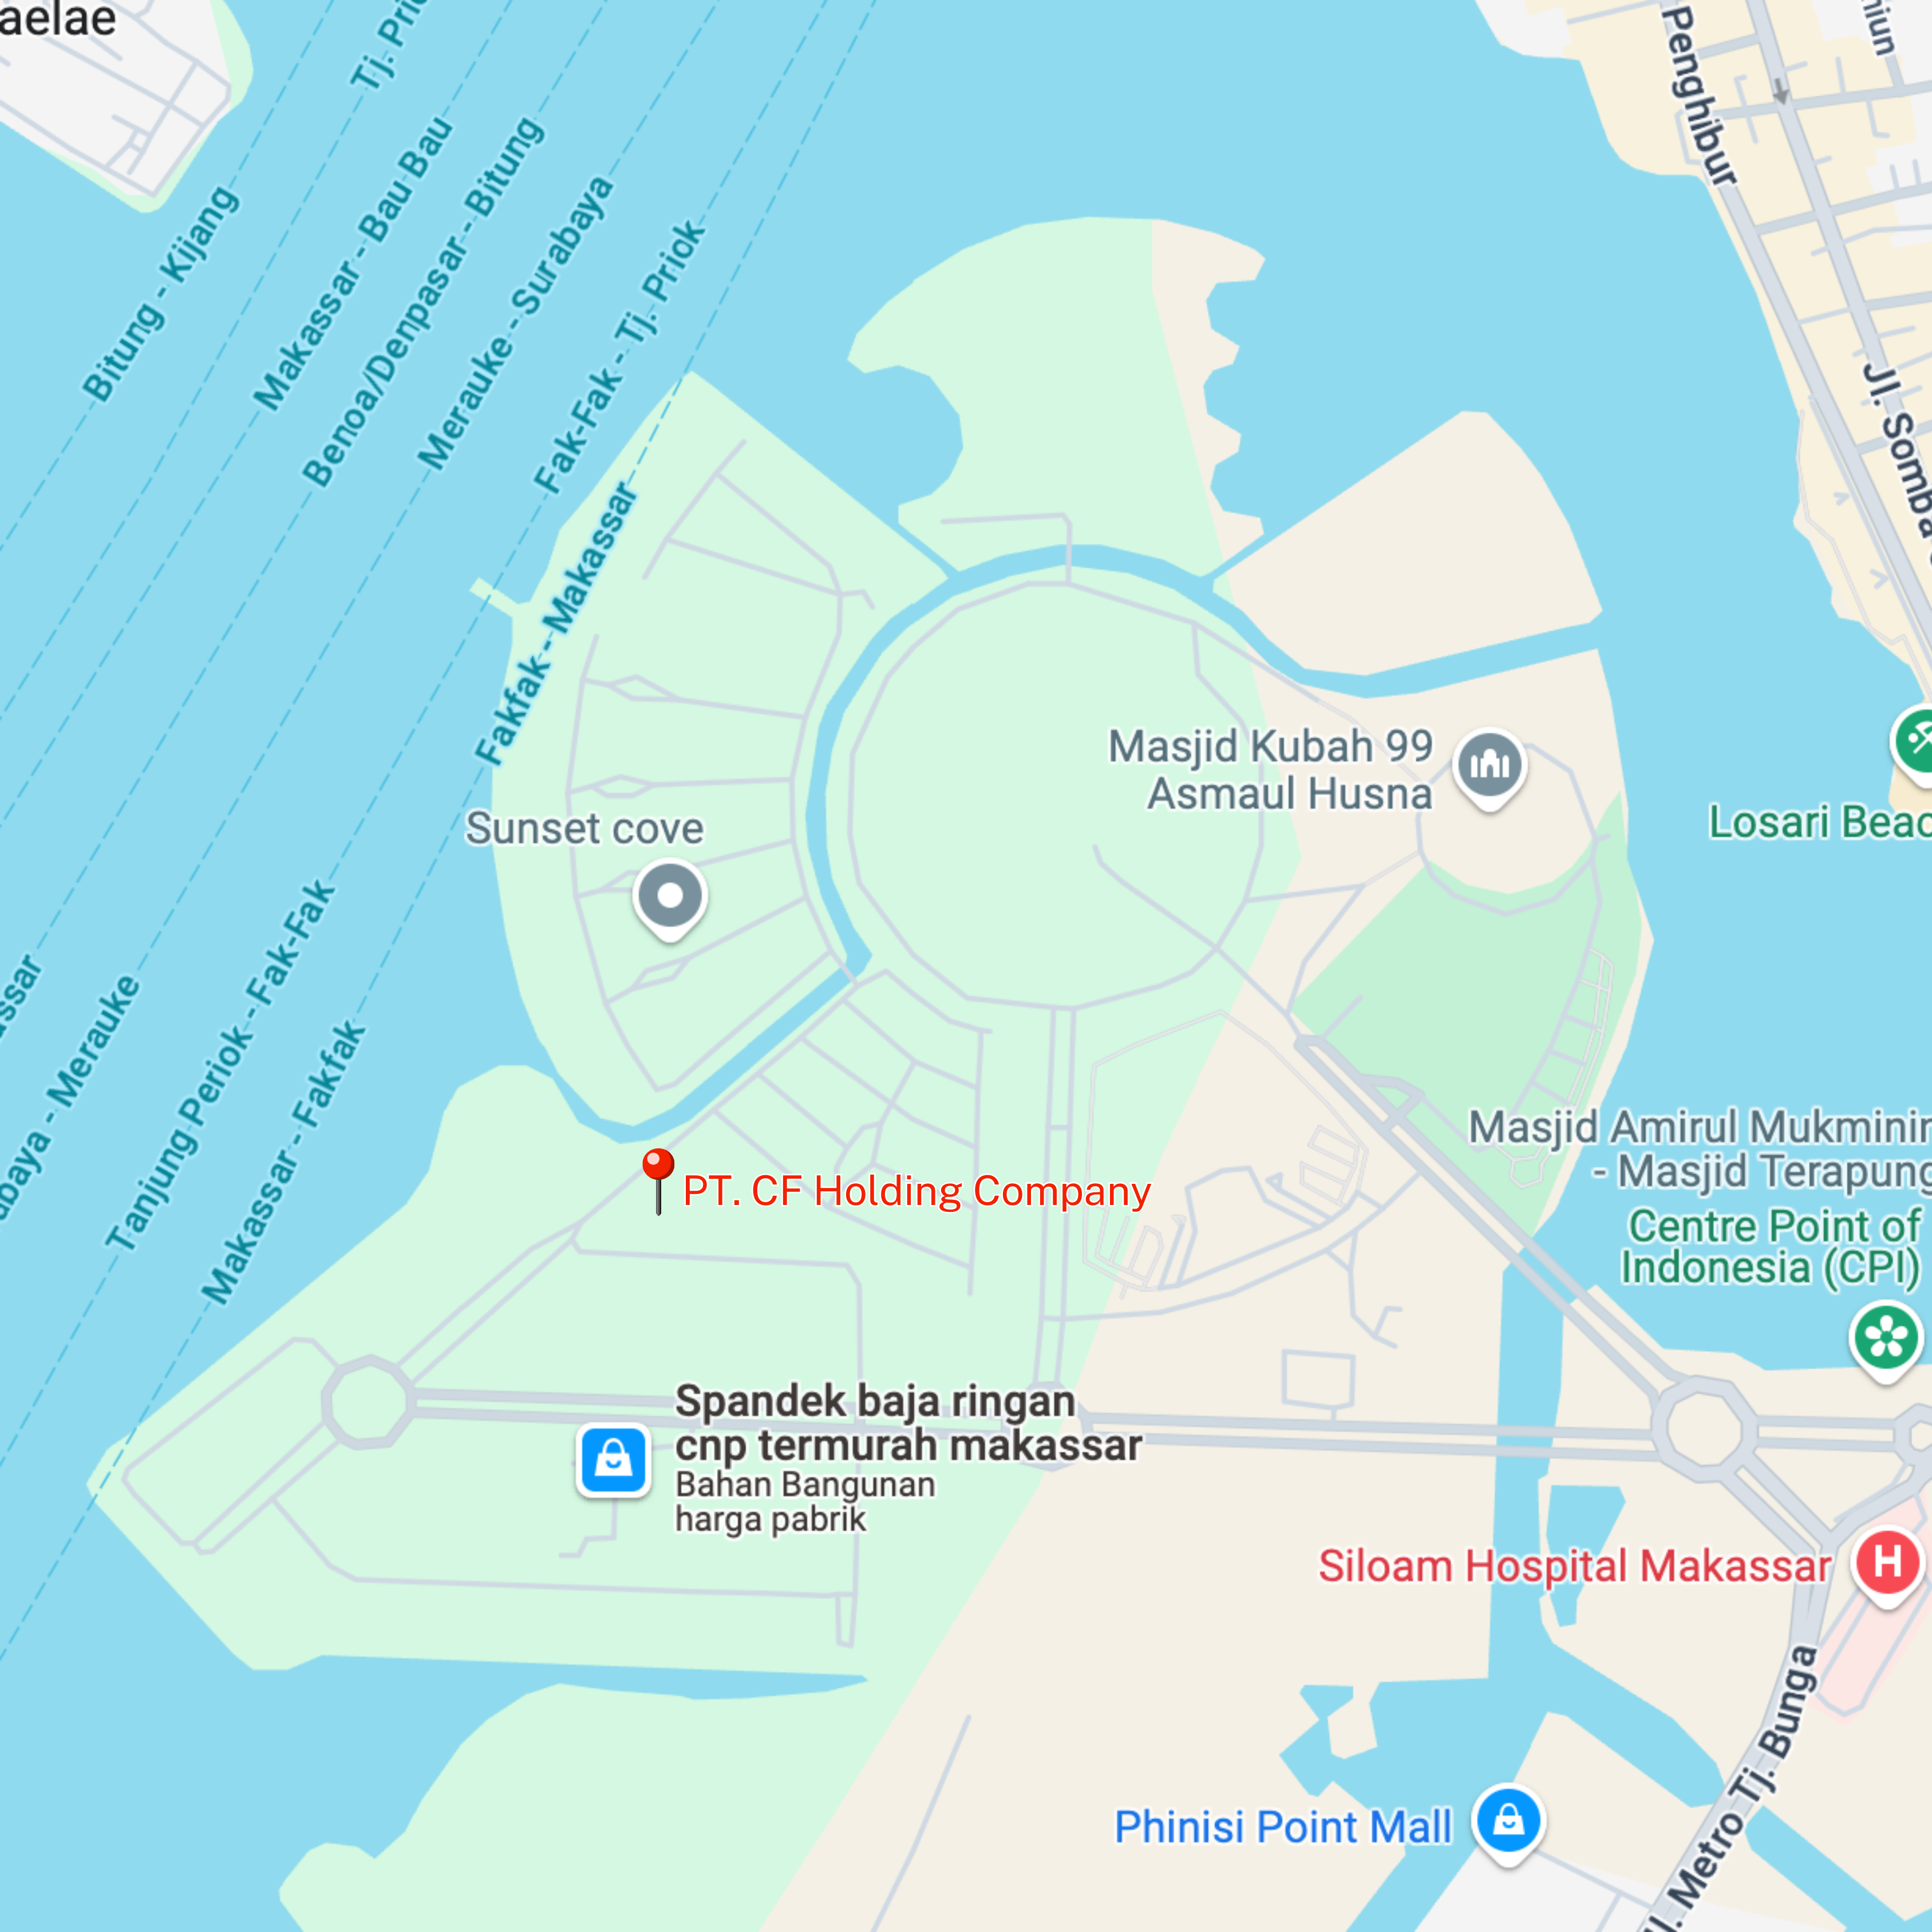 aelae
Tj. Prio
Bitung - Kijang
Makassar - Bau Bau
Benoa/Denpasar - Bitung
Merauke - Surabaya
Fak-Fak - Tj. Priok
Fakfak - Makassar
Penghibur
Jl. Somba
Masjid Kubah 99
Asmaul Husna
Sunset cove
Losari Beac
ssar
ubaya - Merauke
Tanjung Periok - Fak-Fak
Makassar - Fakfak
Masjid Amirul Mukminin
- Masjid Terapung
PT. CF Holding Company
Centre Point of
Indonesia (CPI)
Spandek baja ringan
cnp termurah makassar
Bahan Bangunan
harga pabrik
Siloam Hospital Makassar
H
Phinisi Point Mall
Jl. Metro Tj. Bunga